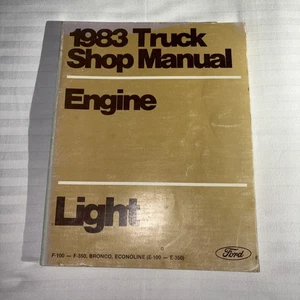 1983 Truck
Shop Manual
Engine
Light
F-100 — F-350, BRONCO, ECONOLINE (E-100 — E-350)
Ford